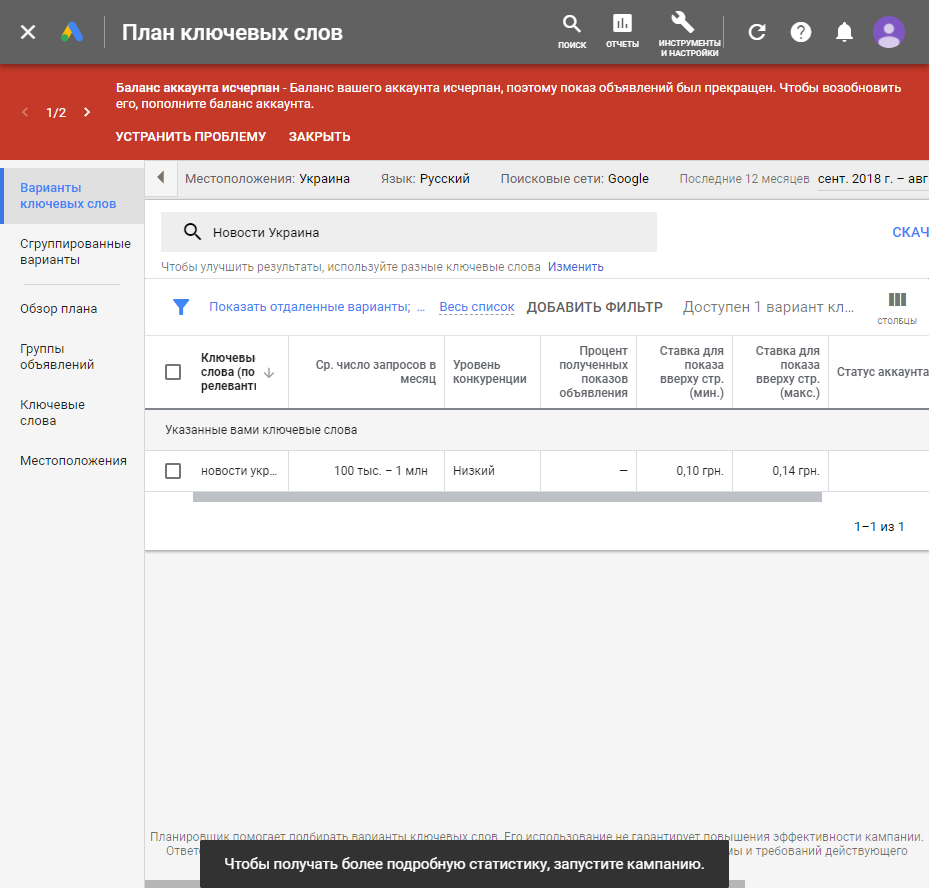 План ключевых слов
ПОИСК
ОТЧЕТЫ
ИНСТРУМЕНТЫ
И НАСТРОЙКИ
1/2
Баланс аккаунта исчерпан - Баланс вашего аккаунта исчерпан, поэтому показ объявлений был прекращен. Чтобы возобновить
его, пополните баланс аккаунта.
УСТРАНИТЬ ПРОБЛЕМУ ЗАКРЫТЬ
Варианты
ключевых слов
Сгруппированные
варианты
Обзор плана
Группы
объявлений
Ключевые
слова
Местоположения
Местоположения: Украина Язык: Русский Поисковые сети: Google Последние 12 месяцев сент. 2018 г. – авг
Новости Украина
СКАЧ
Чтобы улучшить результаты, используйте разные ключевые слова Изменить
Показать отдаленные варианты; ... Весь список ДОБАВИТЬ ФИЛЬТР Доступен 1 вариант кл...
СТОЛБЦЫ
Ключевы
слова (по
релевантн
Ср. число запросов в
месяц
Уровень
конкуренции
Процент
полученных
показов
объявления
Ставка для
показа
вверху стр.
(мин.)
Ставка для
показа
вверху стр.
(макс.)
Статус аккаунта
Указанные вами ключевые слова
новости укр... 100 тыс. – 1 млн Низкий – 0,10 грн. 0,14 грн.
1–1 из 1
Планировщик помогает подбирать варианты ключевых слов. Его использование не гарантирует повышения эффективности кампании.
Ответс мы и требований действующего
Чтобы получать более подробную статистику, запустите кампанию.